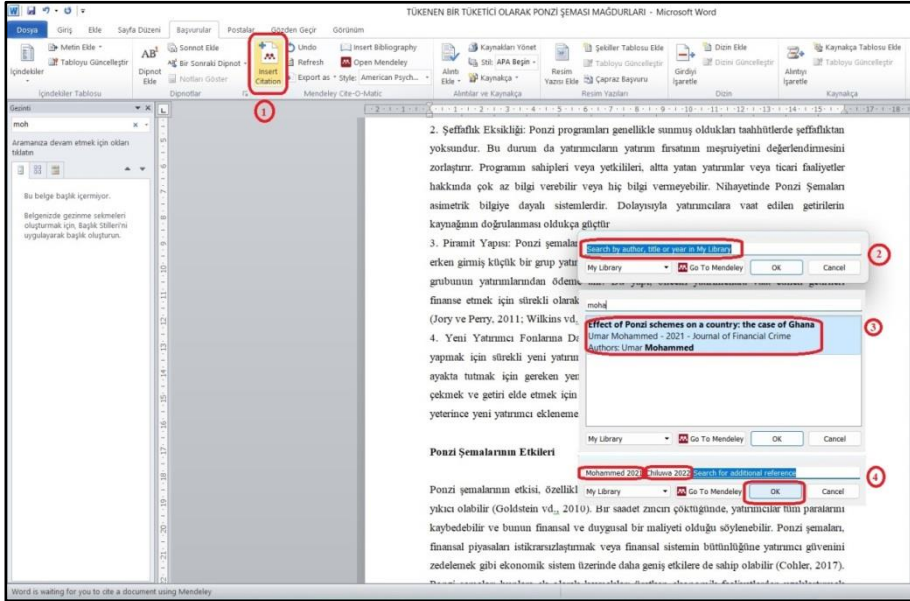 TÜKENEN BİR TÜKETİCİ OLARAK PONZİ ŞEMASI MAĞDURLARI - Microsoft Word
Dosya Giriş Ekle Sayfa Düzeni Başvurular Postalar Gözden Geçir Görünüm
İçindekiler
Metin Ekle
Tabloyu Güncelleştir
İçindekiler Tablosu
AB
Dipnot Ekle
Sonnot Ekle
Bir Sonraki Dipnot
Notları Göster
Dipnotlar
Insert Citation
1
Undo
Refresh
Export as
Insert Bibliography
Open Mendeley
Style: American Psych...
Mendeley Cite-O-Matic
Alıntı Ekle
Kaynakları Yönet
Stil: APA Beşin
Kaynakça
Alıntılar ve Kaynakça
Resim Yazısı Ekle
Şekiller Tablosu Ekle
Tabloyu Güncelleştir
Çapraz Başvuru
Resim Yazıları
Girdiyi İşaretle
Dizin Ekle
Dizini Güncelleştir
Dizin
Alıntıyı İşaretle
Kaynakça Tablosu Ekle
Tabloyu Güncelleştir
Kaynakça
Gezinti
moh
Aramanıza devam etmek için okları
tıklatın
Bu belge başlık içermiyor.
Belgenizde gezinme sekmeleri
oluşturmak için, Başlık Stilleri'ni
uygulayarak başlık oluşturun.
2. Şeffaflık Eksikliği: Ponzi programları genellikle sunmuş oldukları taahhütlerde şeffaflıktan
yoksundur. Bu durum da yatırımcıların yatırım fırsatının meşruiyetini değerlendirmesini
zorlaştırır. Programın sahipleri veya yetkilileri, altta yatan yatırımlar veya ticari faaliyetler
hakkında çok az bilgi verebilir veya hiç bilgi vermeyebilir. Nihayetinde Ponzi Şemaları
asimetrik bilgiye dayalı sistemlerdir. Dolayısıyla yatırımcılara vaat edilen getirilerin
kaynağının doğrulanması oldukça güçtür
3. Piramit Yapısı: Ponzi şemalar
erken girmiş küçük bir grup yatır
grubunun yatırımlarından ödeme
finanse etmek için sürekli olarak
(Jory ve Perry, 2011; Wilkins vd.
4. Yeni Yatırımcı Fonlarına Da
yapmak için sürekli yeni yatırım
ayakta tutmak için gereken yen
çekmek ve getiri elde etmek için
yeterince yeni yatırımcı ekleneme
Ponzi Şemalarının Etkileri
Ponzi şemalarının etkisi, özellikl
yıkıcı olabilir (Goldstein vd., 2010). Bir saadet zinciri çöktüğünde, yatırımcılar tüm paralarını
kaybedebilir ve bunun finansal ve duygusal bir maliyeti olduğu söylenebilir. Ponzi şemaları,
finansal piyasaları istikrarsızlaştırmak veya finansal sistemin bütünlüğüne yatırımcı güvenini
zedelemek gibi ekonomik sistem üzerinde daha geniş etkilere de sahip olabilir (Cohler, 2017).
Search by author, title or year in My Library
2
My Library Go To Mendeley OK Cancel
moha
Effect of Ponzi schemes on a country: the case of Ghana
3
Umar Mohammed - 2021 - Journal of Financial Crime
Authors: Umar Mohammed
My Library Go To Mendeley OK Cancel
Mohammed 2021 Chiluwa 2022 Search for additional reference
4
My Library Go To Mendeley OK Cancel
Word is waiting for you to cite a document using Mendeley